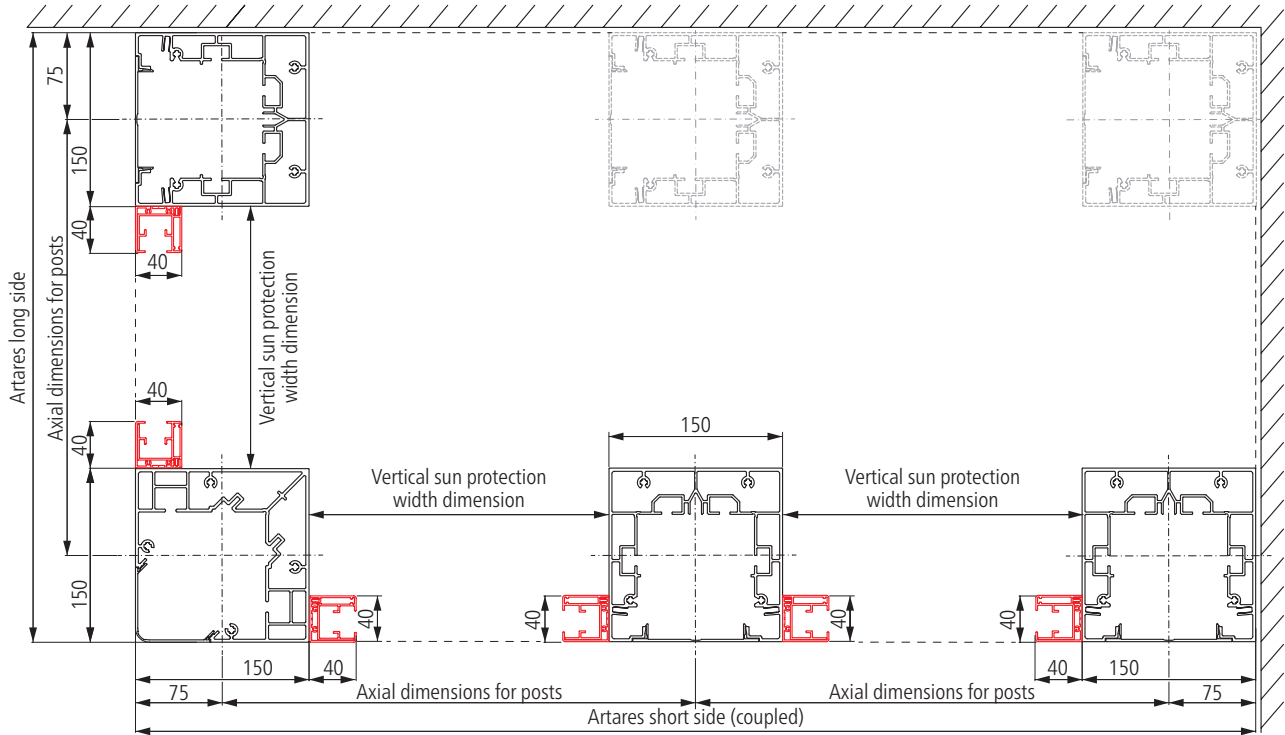 75
150
40
40
Artares long side
Axial dimensions for posts
Vertical sun protection
width dimension
40
40
150
150
Vertical sun protection
width dimension
Vertical sun protection
width dimension
40
40
40
40
150
40
40
150
75
Axial dimensions for posts
Axial dimensions for posts
75
Artares short side (coupled)